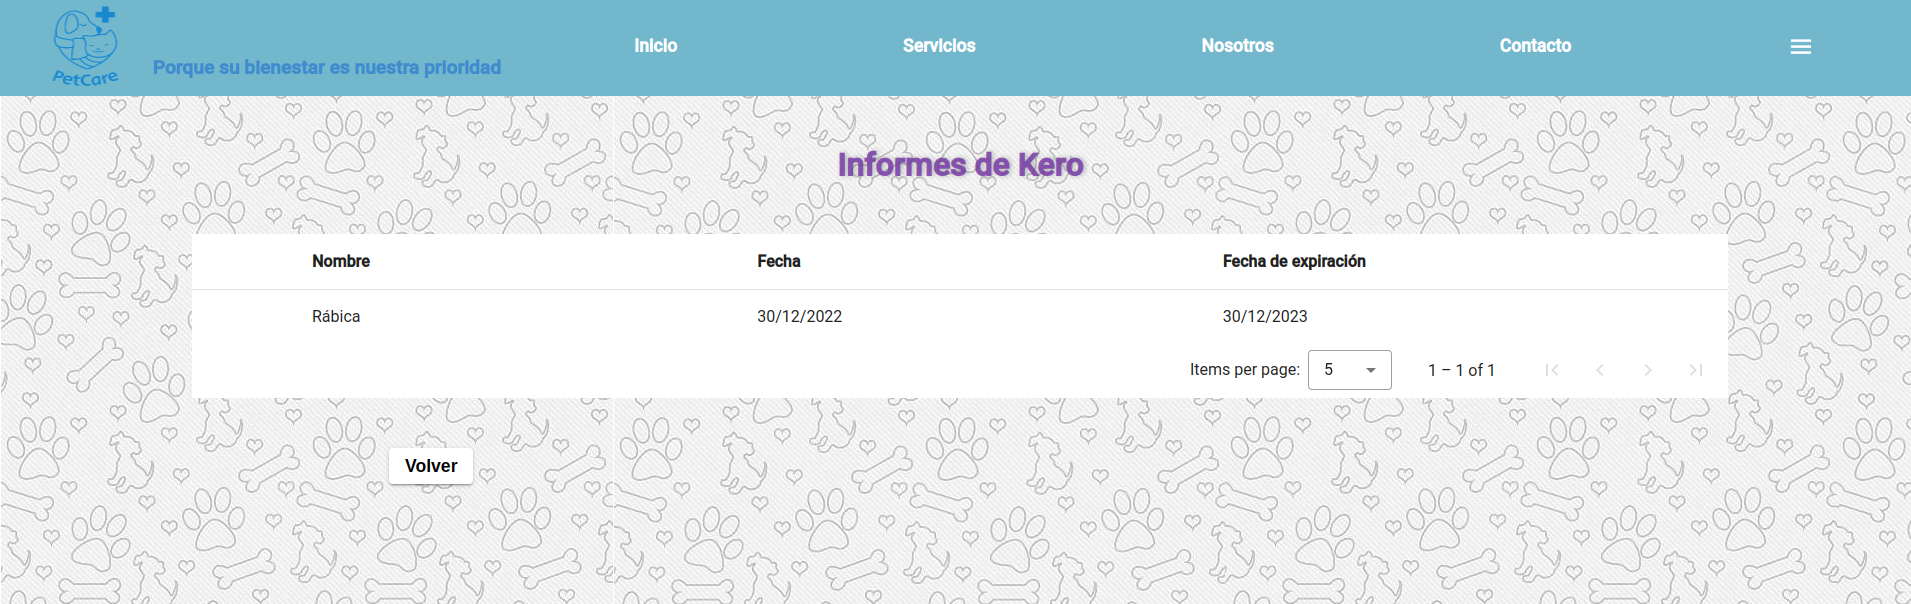 PetCare
Porque su bienestar es nuestra prioridad
Inicio
Servicios
Nosotros
Contacto
Informes de Kero
Nombre Fecha Fecha de expiración
Rábica 30/12/2022 30/12/2023
Items per page: 5 1 – 1 of 1
Volver